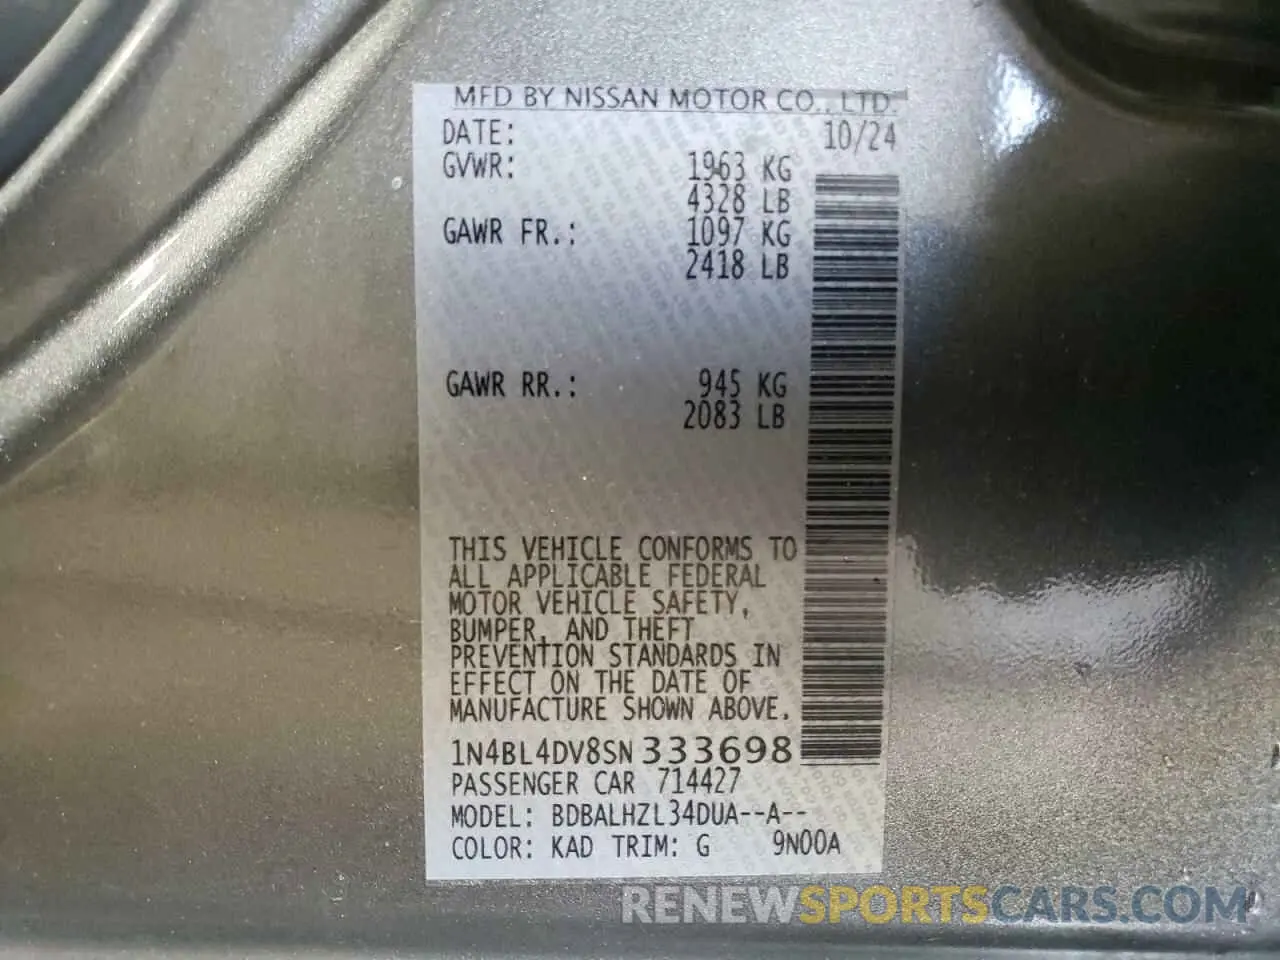 MFD BY NISSAN MOTOR CO., LTD.
DATE: 10/24
GVWR: 1963 KG
4328 LB
GAWR FR.: 1097 KG
2418 LB
GAWR RR.: 945 KG
2083 LB
THIS VEHICLE CONFORMS TO
ALL APPLICABLE FEDERAL
MOTOR VEHICLE SAFETY,
BUMPER, AND THEFT
PREVENTION STANDARDS IN
EFFECT ON THE DATE OF
MANUFACTURE SHOWN ABOVE.
1N4BL4DV8SN333698
PASSENGER CAR 714427
MODEL: BDBALHZL34DUA--A--
COLOR: KAD TRIM: G 9N00A
RENEWSPORTSCARS.COM